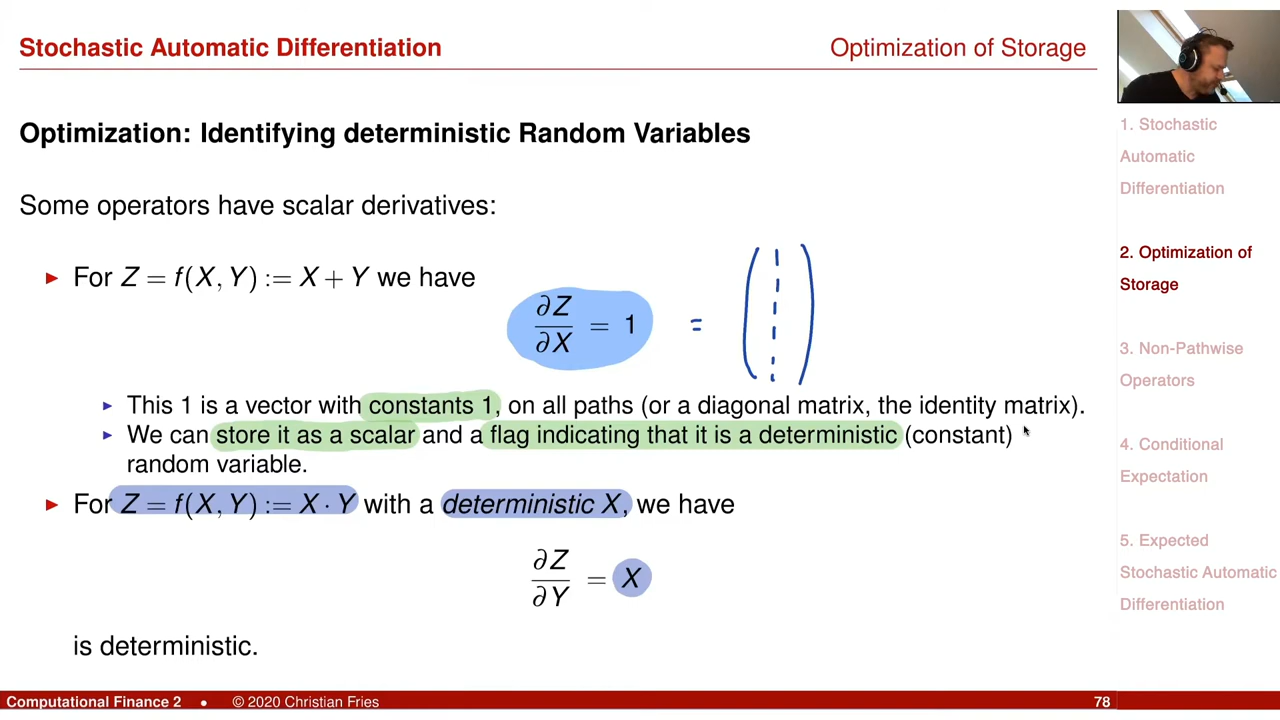 Stochastic Automatic Differentiation
Optimization of Storage
Optimization: Identifying deterministic Random Variables
Some operators have scalar derivatives:
► For Z = f(X, Y) := X + Y we have
∂Z/∂X = 1 =
► This 1 is a vector with constants 1, on all paths (or a diagonal matrix, the identity matrix).
► We can store it as a scalar and a flag indicating that it is a deterministic (constant)
random variable.
► For Z = f(X, Y) := X · Y with a deterministic X, we have
∂Z/∂Y = X
is deterministic.
1. Stochastic
Automatic
Differentiation
2. Optimization of
Storage
3. Non-Pathwise
Operators
4. Conditional
Expectation
5. Expected
Stochastic Automatic
Differentiation
Computational Finance 2 • © 2020 Christian Fries 78